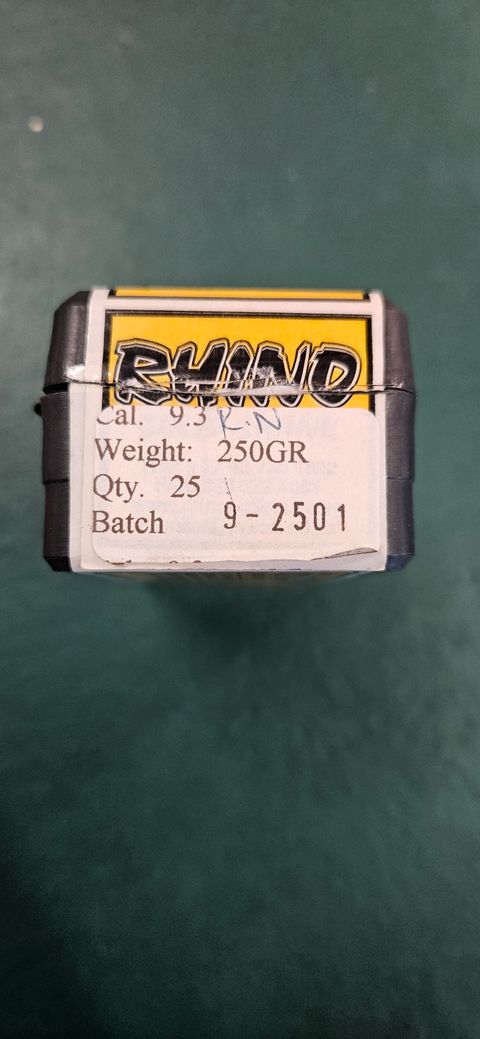 RHINO
Cal. 9.3 R.N
Weight: 250GR
Qty. 25
Batch 9-2501